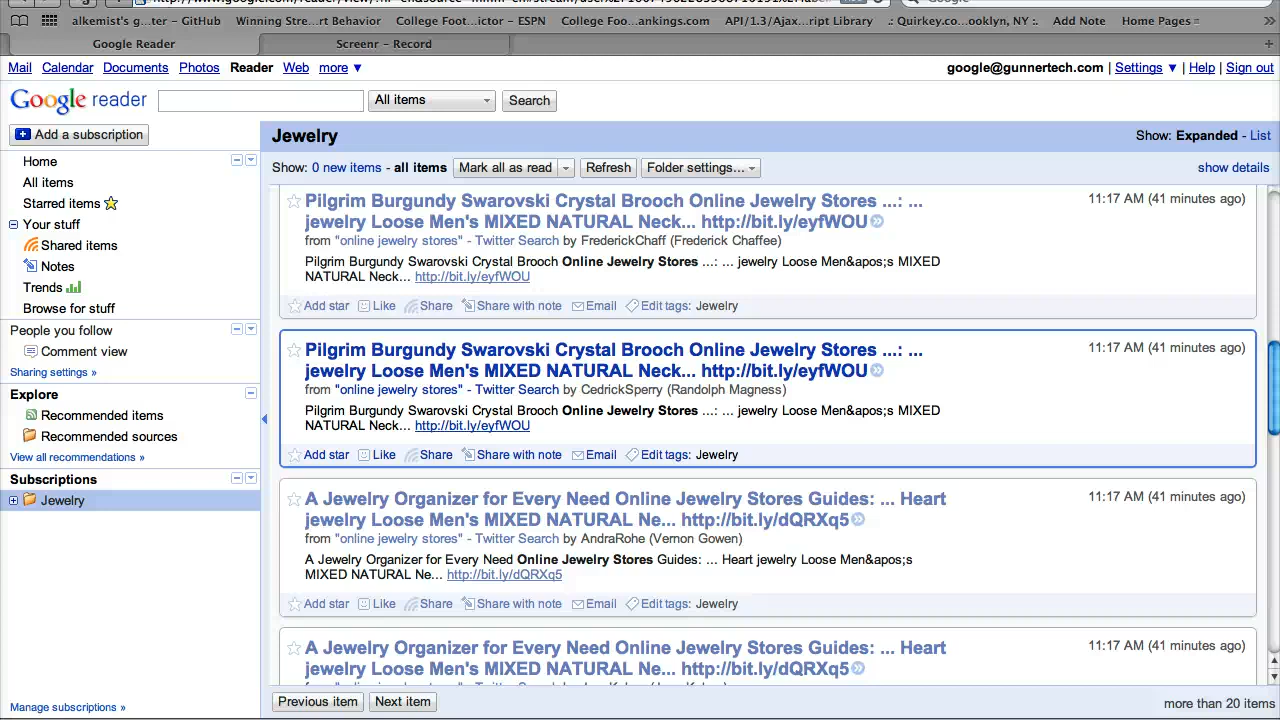 alkemist's g...ter – GitHub Winning Stre...rt Behavior College Foot...ator – ESPN College Foo...ankings.com API/1.3/Ajax...ript Library .: Quirkey.co...ooklyn, NY :. Add Note Home Pages
Google Reader Screenr – Record
Mail Calendar Documents Photos Reader Web more ▼ google@gunnertech.com | Settings ▼ | Help | Sign out
Google reader All items Search
Add a subscription
Jewelry Show: Expanded - List
Show: 0 new items - all items Mark all as read Refresh Folder settings... show details
Home
All items
Starred items
Your stuff
Shared items
Notes
Trends
Browse for stuff
People you follow
Comment view
Sharing settings »
Explore
Recommended items
Recommended sources
View all recommendations »
Subscriptions
Jewelry
Manage subscriptions »
Pilgrim Burgundy Swarovski Crystal Brooch Online Jewelry Stores ...: ... 11:17 AM (41 minutes ago)
jewelry Loose Men's MIXED NATURAL Neck... http://bit.ly/eyfWOU
from "online jewelry stores" - Twitter Search by FrederickChaff (Frederick Chaffee)
Pilgrim Burgundy Swarovski Crystal Brooch Online Jewelry Stores ...: ... jewelry Loose Men&apos;s MIXED
NATURAL Neck... http://bit.ly/eyfWOU
Add star Like Share Share with note Email Edit tags: Jewelry
Pilgrim Burgundy Swarovski Crystal Brooch Online Jewelry Stores ...: ... 11:17 AM (41 minutes ago)
jewelry Loose Men's MIXED NATURAL Neck... http://bit.ly/eyfWOU
from "online jewelry stores" - Twitter Search by CedrickSperry (Randolph Magness)
Pilgrim Burgundy Swarovski Crystal Brooch Online Jewelry Stores ...: ... jewelry Loose Men&apos;s MIXED
NATURAL Neck... http://bit.ly/eyfWOU
Add star Like Share Share with note Email Edit tags: Jewelry
A Jewelry Organizer for Every Need Online Jewelry Stores Guides: ... Heart 11:17 AM (41 minutes ago)
jewelry Loose Men's MIXED NATURAL Ne... http://bit.ly/dQRXq5
from "online jewelry stores" - Twitter Search by AndraRohe (Vernon Gowen)
A Jewelry Organizer for Every Need Online Jewelry Stores Guides: ... Heart jewelry Loose Men&apos;s
MIXED NATURAL Ne... http://bit.ly/dQRXq5
Add star Like Share Share with note Email Edit tags: Jewelry
A Jewelry Organizer for Every Need Online Jewelry Stores Guides: ... Heart 11:17 AM (41 minutes ago)
jewelry Loose Men's MIXED NATURAL Ne... http://bit.ly/dQRXq5
Previous item Next item more than 20 items